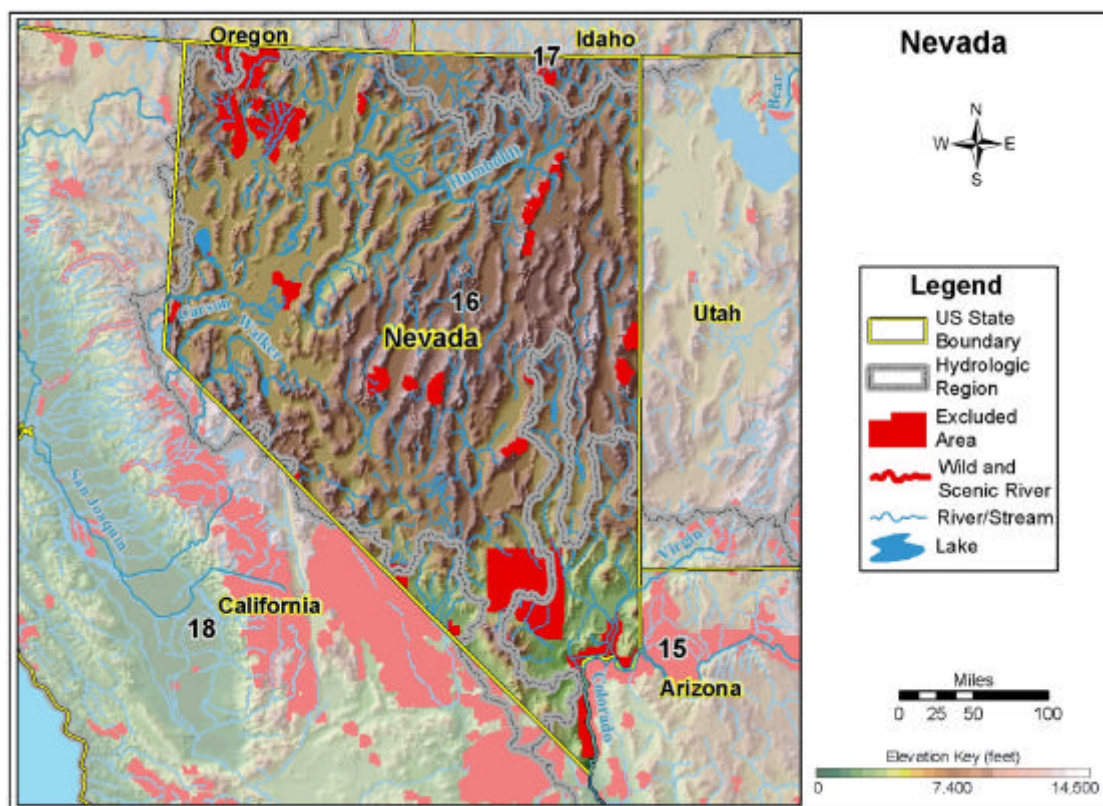 Nevada
Oregon
Idaho
17
Bear
N
W E
S
Humboldt
16
Nevada
Utah
Carson
Walker
San Joaquin
California
18
Virgin
15
Arizona
Colorado
Legend
US State
Boundary
Hydrologic
Region
Excluded
Area
Wild and
Scenic River
River/Stream
Lake
Miles
0 25 50 100
Elevation Key (feet)
0 7,400 14,500